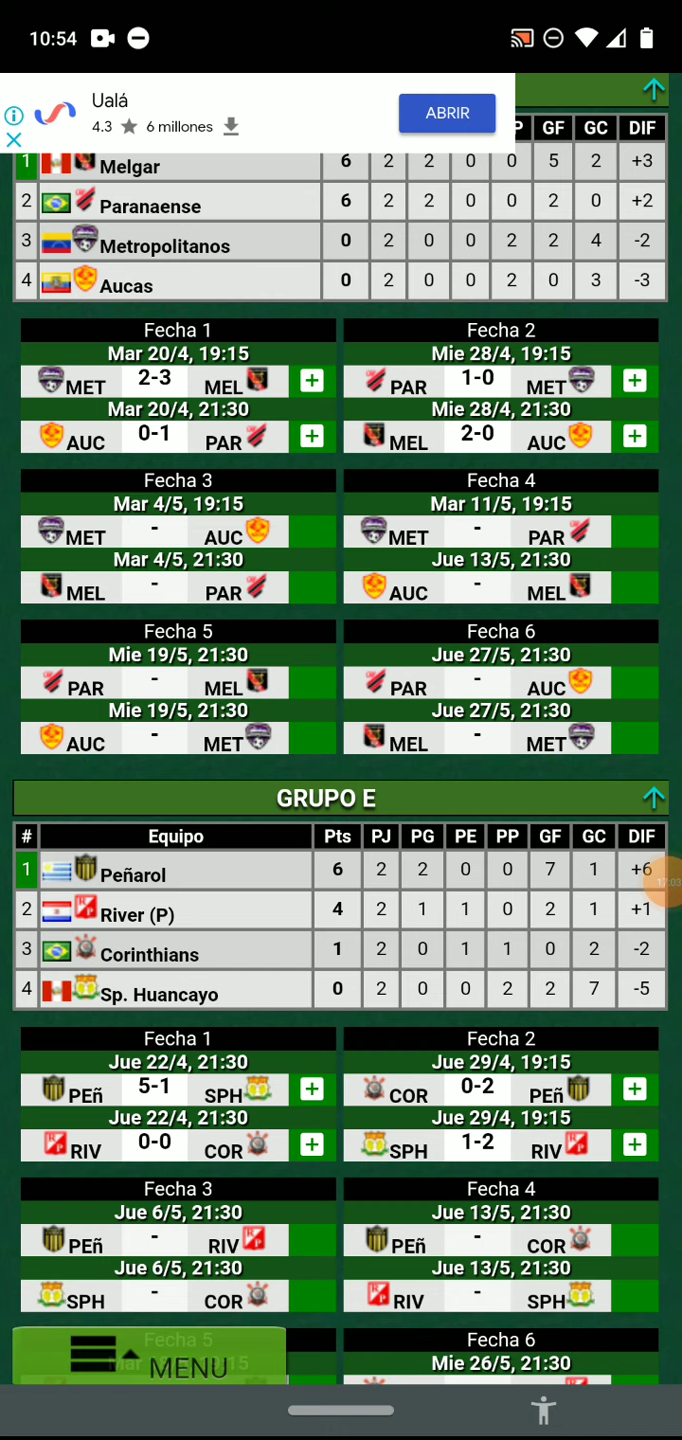 10:54
Ualá
4.3 ★ 6 millones
ABRIR
P GF GC DIF
1 Melgar 6 2 2 0 0 5 2 +3
2 Paranaense 6 2 2 0 0 2 0 +2
3 Metropolitanos 0 2 0 0 2 2 4 -2
4 Aucas 0 2 0 0 2 0 3 -3
Fecha 1
Mar 20/4, 19:15
MET 2-3 MEL +
Mar 20/4, 21:30
AUC 0-1 PAR +
Fecha 2
Mie 28/4, 19:15
PAR 1-0 MET +
Mie 28/4, 21:30
MEL 2-0 AUC +
Fecha 3
Mar 4/5, 19:15
MET - AUC
Mar 4/5, 21:30
MEL - PAR
Fecha 4
Mar 11/5, 19:15
MET - PAR
Jue 13/5, 21:30
AUC - MEL
Fecha 5
Mie 19/5, 21:30
PAR - MEL
Mie 19/5, 21:30
AUC - MET
Fecha 6
Jue 27/5, 21:30
PAR - AUC
Jue 27/5, 21:30
MEL - MET
GRUPO E
# Equipo Pts PJ PG PE PP GF GC DIF
1 Peñarol 6 2 2 0 0 7 1 +6
17:03
2 River (P) 4 2 1 1 0 2 1 +1
3 Corinthians 1 2 0 1 1 0 2 -2
4 Sp. Huancayo 0 2 0 0 2 2 7 -5
Fecha 1
Jue 22/4, 21:30
PEñ 5-1 SPH +
Jue 22/4, 21:30
RIV 0-0 COR +
Fecha 2
Jue 29/4, 19:15
COR 0-2 PEñ +
Jue 29/4, 19:15
SPH 1-2 RIV +
Fecha 3
Jue 6/5, 21:30
PEñ - RIV
Jue 6/5, 21:30
SPH - COR
Fecha 4
Jue 13/5, 21:30
PEñ - COR
Jue 13/5, 21:30
RIV - SPH
Fecha 5
MENU
Fecha 6
Mie 26/5, 21:30